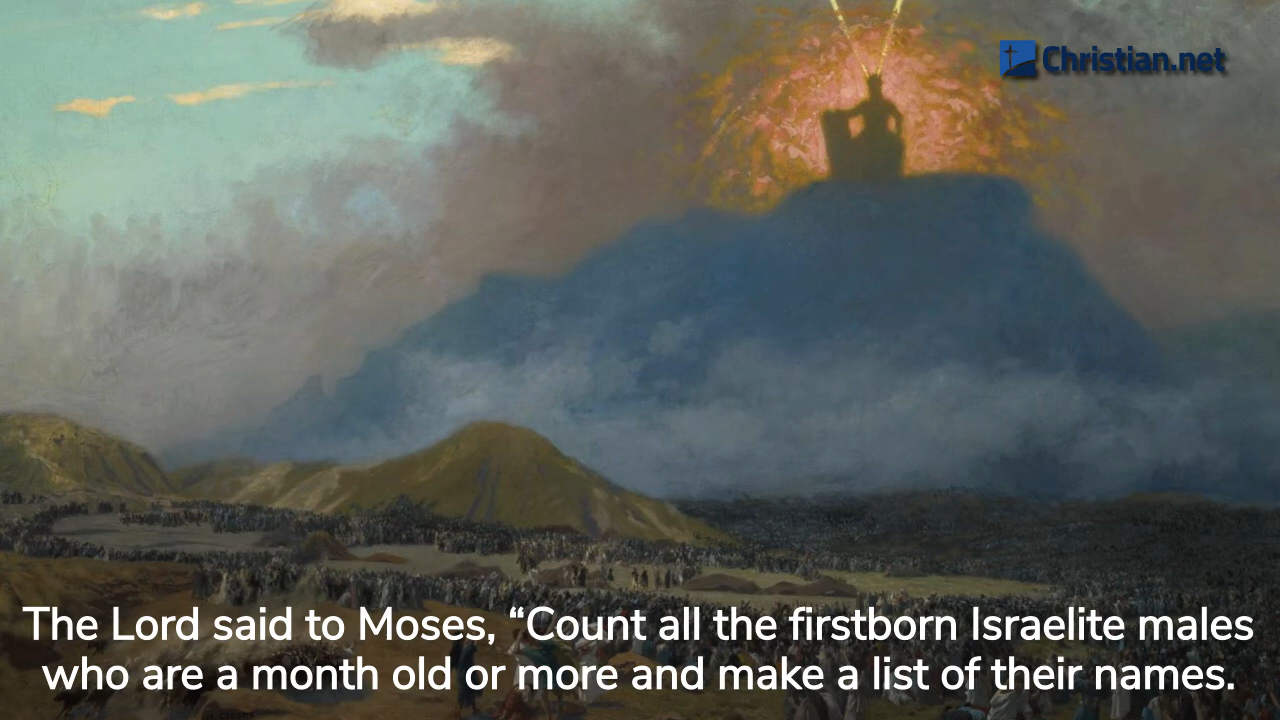 Christian.net
The Lord said to Moses, “Count all the firstborn Israelite males
who are a month old or more and make a list of their names.